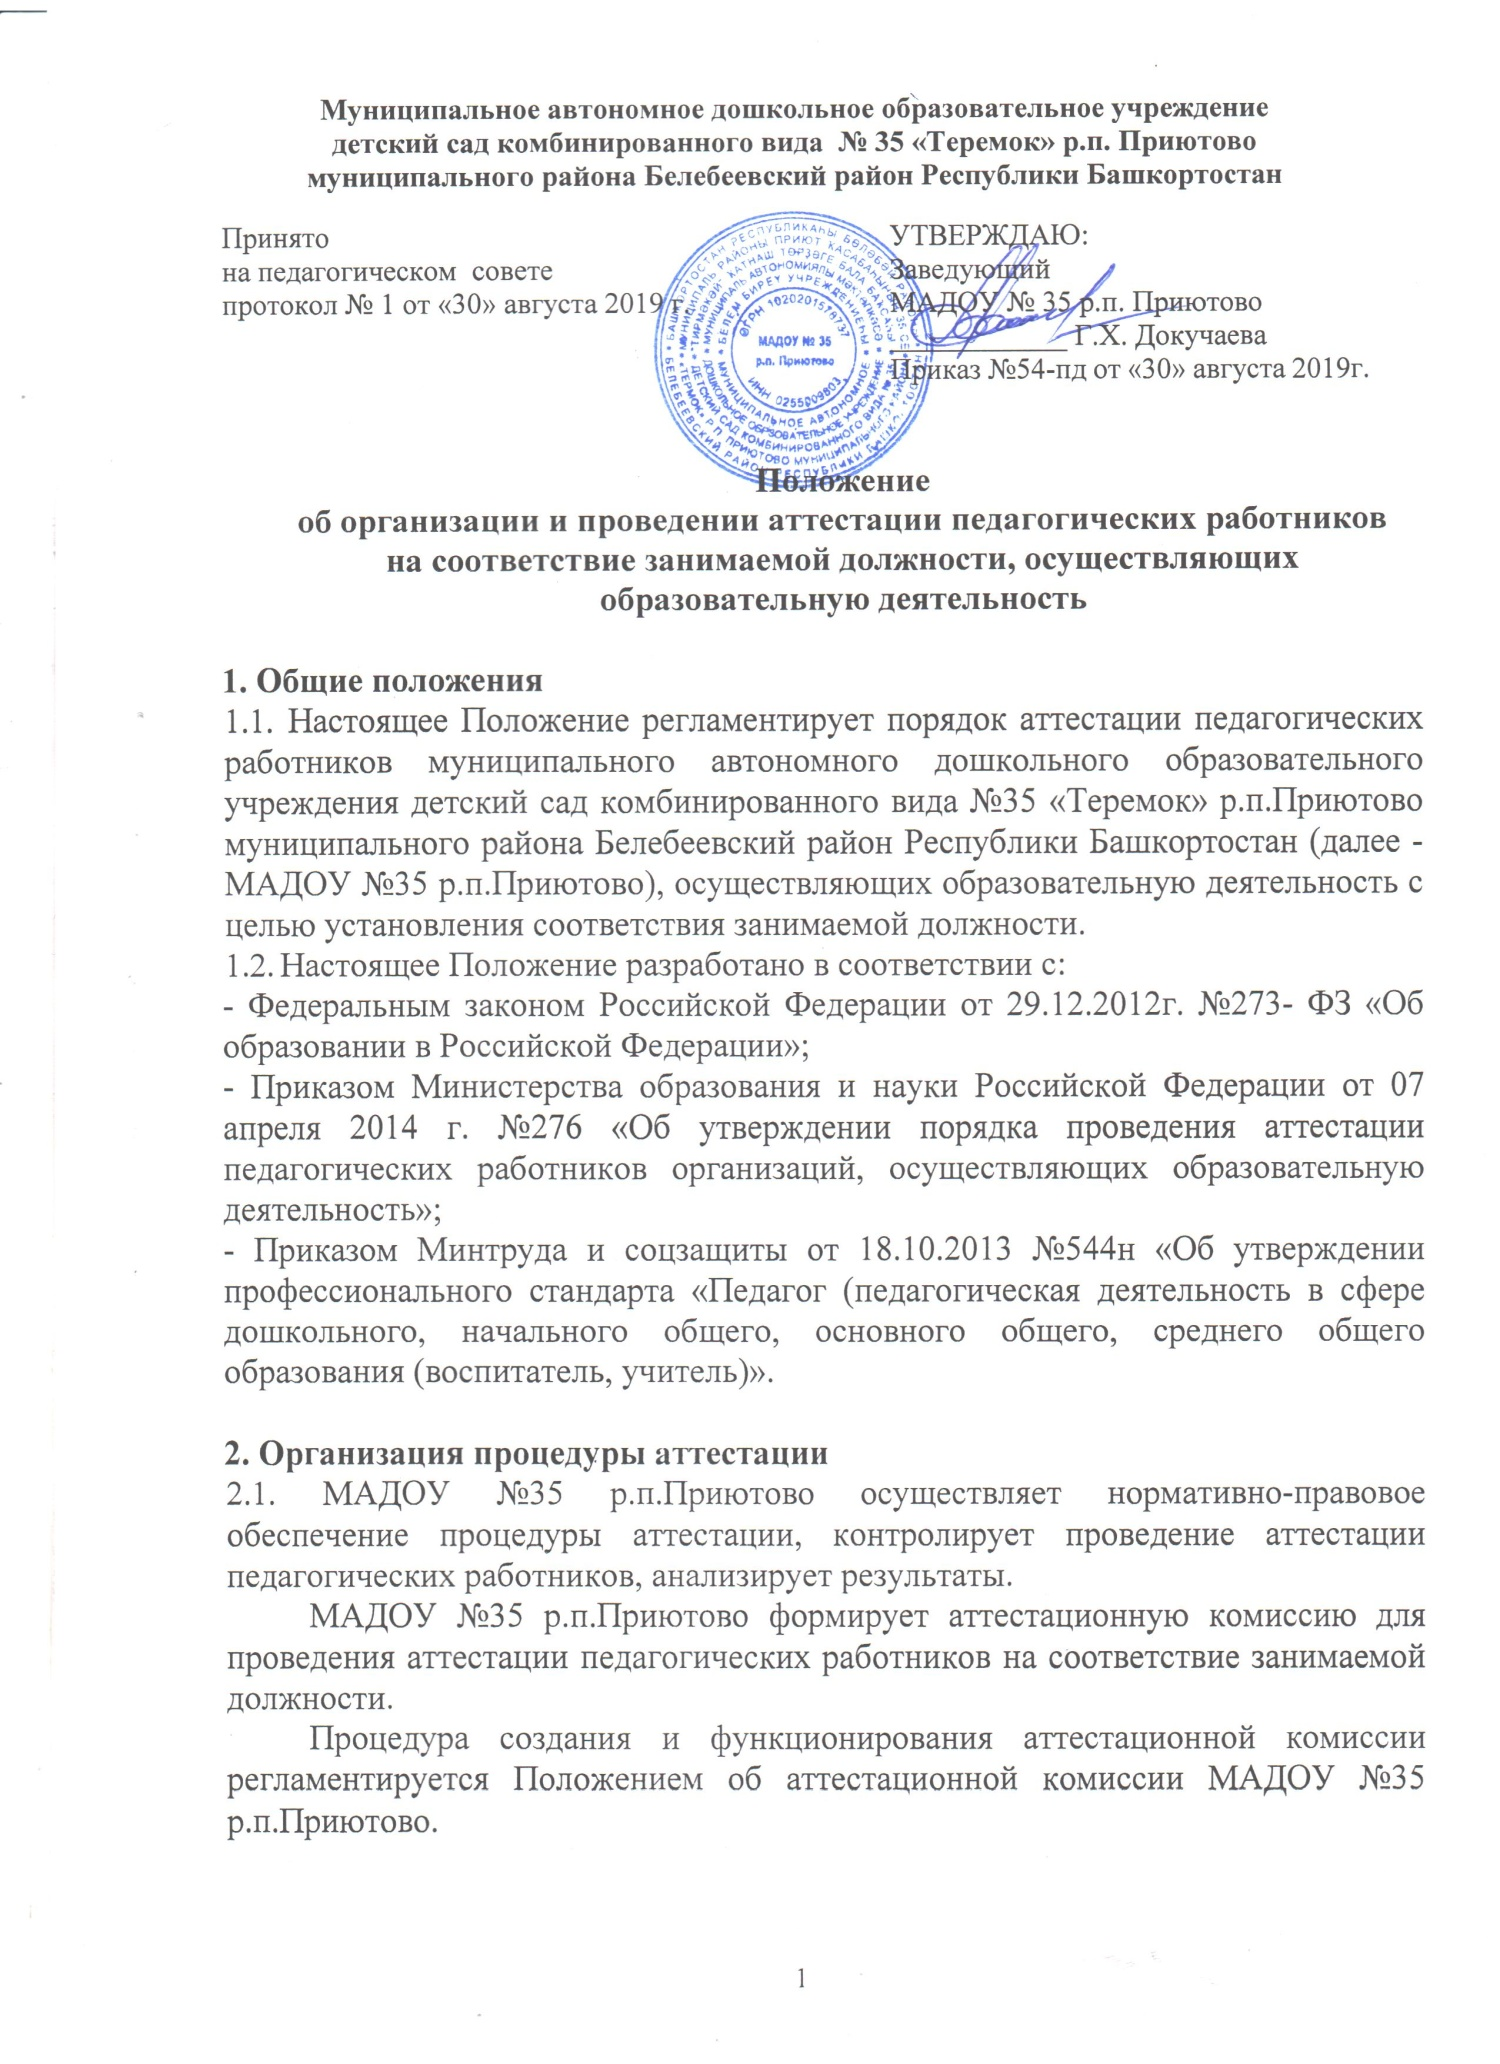 Муниципальное автономное дошкольное образовательное учреждение
детский сад комбинированного вида № 35 «Теремок» р.п. Приютово
муниципального района Белебеевский район Республики Башкортостан
Принято
на педагогическом совете
протокол № 1 от «30» августа 2019 г.
УТВЕРЖДАЮ:
Заведующий
МАДОУ № 35 р.п. Приютово
____________ Г.Х. Докучаева
Приказ №54-пд от «30» августа 2019г.
МАДОУ № 35
р.п. Приютово
Положение
об организации и проведении аттестации педагогических работников
на соответствие занимаемой должности, осуществляющих
образовательную деятельность
1. Общие положения
1.1. Настоящее Положение регламентирует порядок аттестации педагогических
работников муниципального автономного дошкольного образовательного
учреждения детский сад комбинированного вида №35 «Теремок» р.п.Приютово
муниципального района Белебеевский район Республики Башкортостан (далее -
МАДОУ №35 р.п.Приютово), осуществляющих образовательную деятельность с
целью установления соответствия занимаемой должности.
1.2. Настоящее Положение разработано в соответствии с:
- Федеральным законом Российской Федерации от 29.12.2012г. №273- ФЗ «Об
образовании в Российской Федерации»;
- Приказом Министерства образования и науки Российской Федерации от 07
апреля 2014 г. №276 «Об утверждении порядка проведения аттестации
педагогических работников организаций, осуществляющих образовательную
деятельность»;
- Приказом Минтруда и соцзащиты от 18.10.2013 №544н «Об утверждении
профессионального стандарта «Педагог (педагогическая деятельность в сфере
дошкольного, начального общего, основного общего, среднего общего
образования (воспитатель, учитель)».
2. Организация процедуры аттестации
2.1. МАДОУ №35 р.п.Приютово осуществляет нормативно-правовое
обеспечение процедуры аттестации, контролирует проведение аттестации
педагогических работников, анализирует результаты.
МАДОУ №35 р.п.Приютово формирует аттестационную комиссию для
проведения аттестации педагогических работников на соответствие занимаемой
должности.
Процедура создания и функционирования аттестационной комиссии
регламентируется Положением об аттестационной комиссии МАДОУ №35
р.п.Приютово.
1